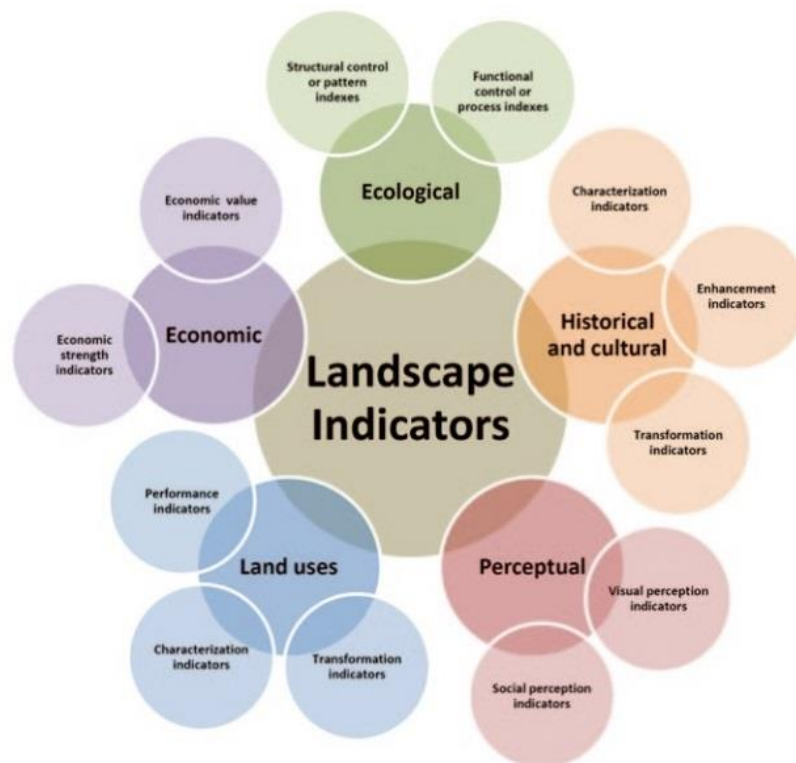 Structural control
or pattern
indexes
Functional
control or
process indexes
Ecological
Economic value
indicators
Characterization
indicators
Enhancement
indicators
Economic
strength
indicators
Economic
Historical
and cultural
Landscape
Indicators
Transformation
indicators
Performance
indicators
Land uses
Perceptual
Visual perception
indicators
Characterization
indicators
Transformation
indicators
Social perception
indicators